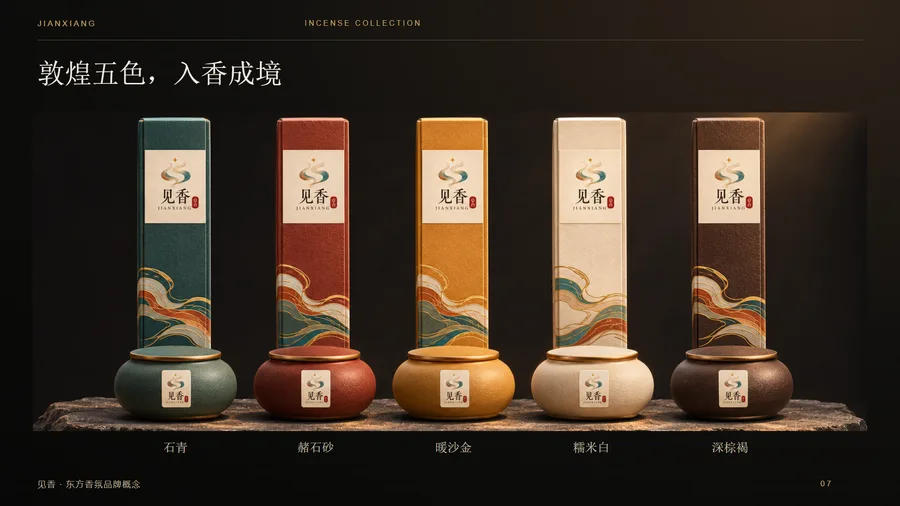 JIANXIANG
INCENSE COLLECTION
敦煌五色，入香成境
见香
JIANXIANG
见香
JIANXIANG
见香
JIANXIANG
见香
JIANXIANG
见香
JIANXIANG
见香
见香
见香
见香
见香
石青
赭石砂
暖沙金
糯米白
深棕褐
见香 · 东方香氛品牌概念
07